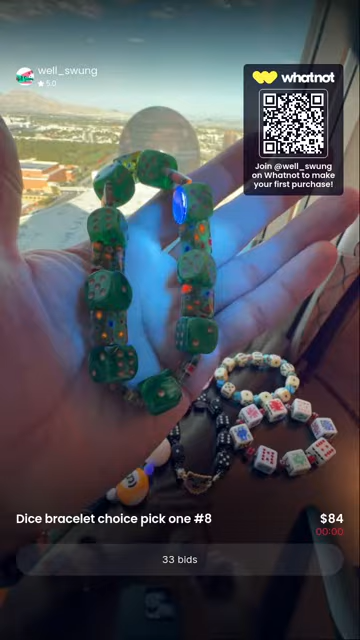 well_swung
★ 5.0
whatnot
Join @well_swung
on Whatnot to make
your first purchase!
Dice bracelet choice pick one #8
$84
00:00
33 bids